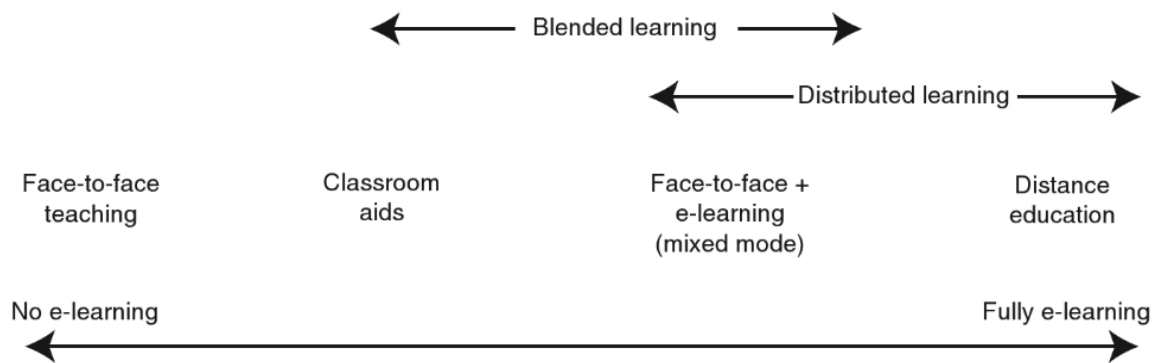 Blended learning
Distributed learning
Face-to-face
teaching
Classroom
aids
Face-to-face +
e-learning
(mixed mode)
Distance
education
No e-learning
Fully e-learning